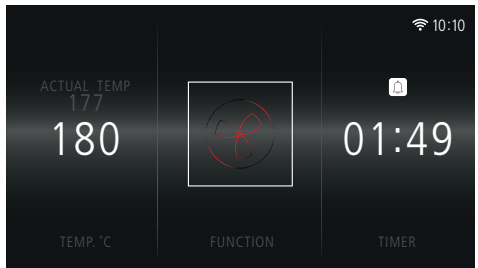 10:10
ACTUAL TEMP
177
180
01:49
TEMP. °C
FUNCTION
TIMER